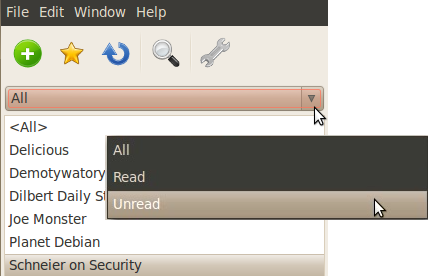 File Edit Window Help
All
<All>
Delicious
All
Demotywatory
Read
Dilbert Daily St
Unread
Joe Monster
Planet Debian
Schneier on Security